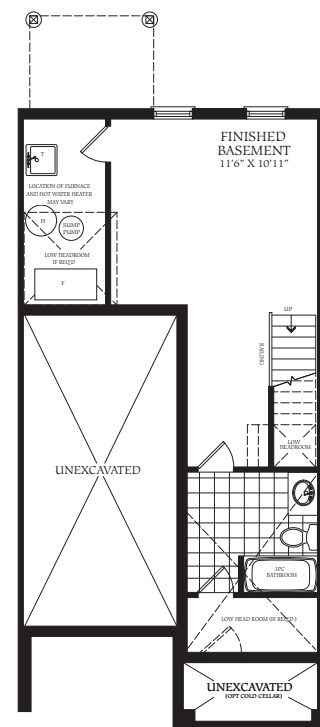 FINISHED
BASEMENT
11'6" X 10'11"
T
LOCATION OF FURNACE
AND HOT WATER HEATER
MAY VARY
H
SUMP
PUMP
LOW HEADROOM
IF REQ'D
F
UP
RAILING
LOW
HEADROOM
UNEXCAVATED
3PC
BATHROOM
LOW HEAD ROOM (IF REQ'D.)
UNEXCAVATED
(OPT COLD CELLAR)